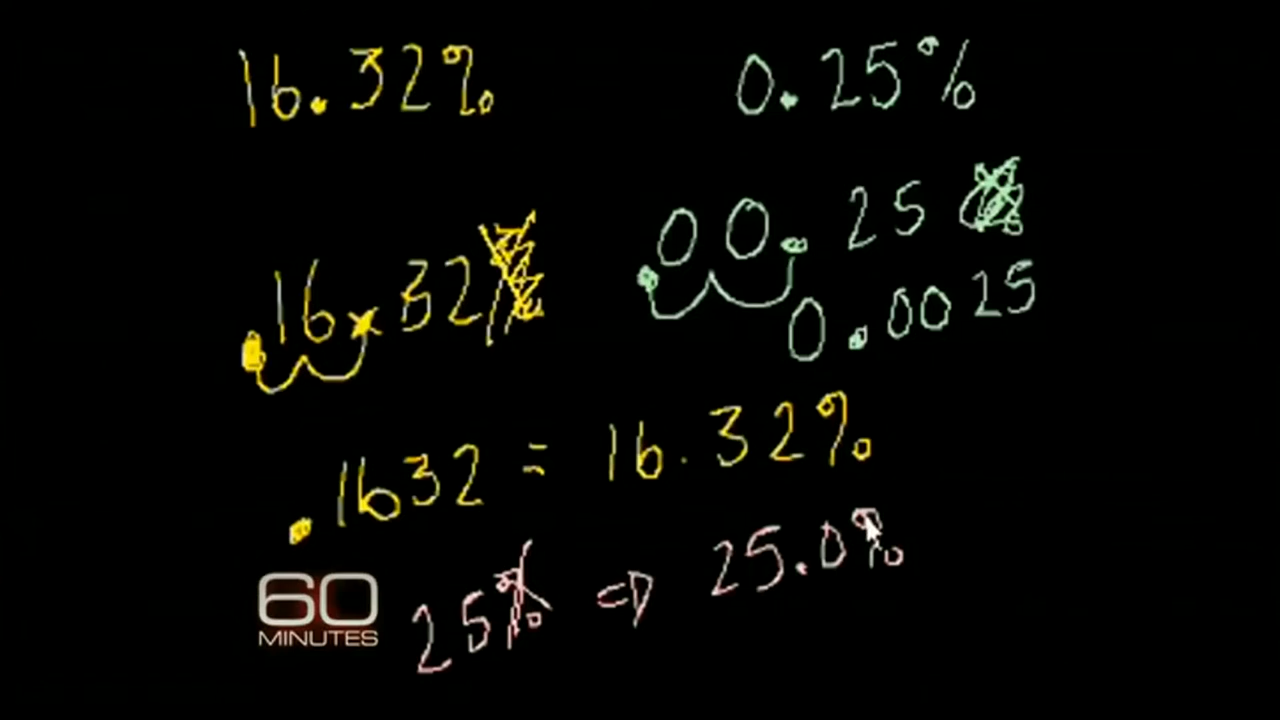 16.32% 0.25%
00.25%
.16.32%
0.0025
.1632 = 16.32%
25% ⇒ 25.0%
60
MINUTES